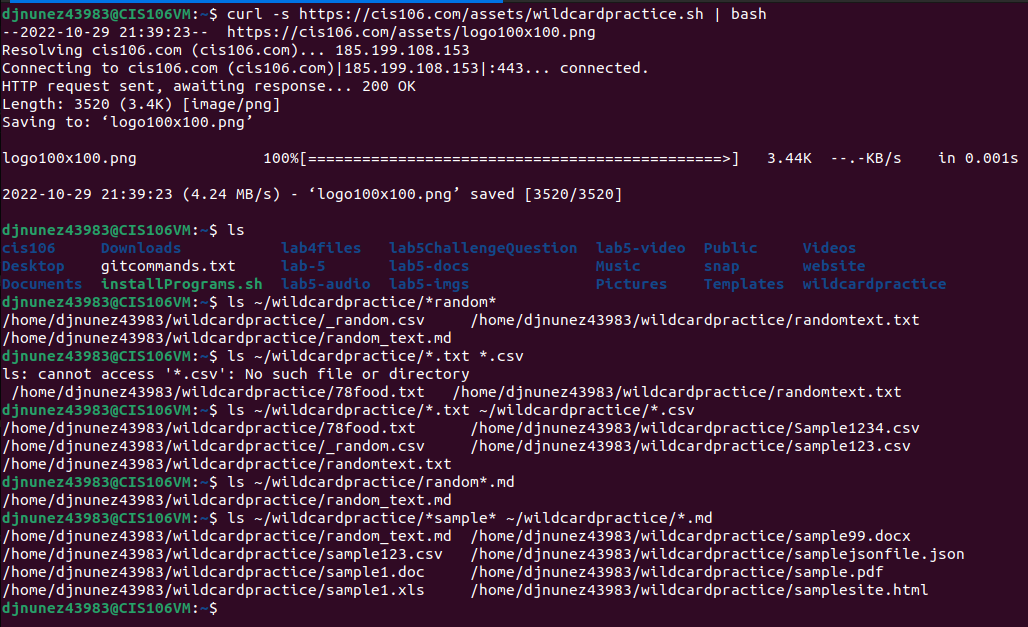 djnunez43983@CIS106VM:~$ curl -s https://cis106.com/assets/wildcardpractice.sh | bash
--2022-10-29 21:39:23--  https://cis106.com/assets/logo100x100.png
Resolving cis106.com (cis106.com)... 185.199.108.153
Connecting to cis106.com (cis106.com)|185.199.108.153|:443... connected.
HTTP request sent, awaiting response... 200 OK
Length: 3520 (3.4K) [image/png]
Saving to: ‘logo100x100.png’
logo100x100.png              100%[==============================================>]   3.44K  --.-KB/s    in 0.001s
2022-10-29 21:39:23 (4.24 MB/s) - ‘logo100x100.png’ saved [3520/3520]
djnunez43983@CIS106VM:~$ ls
cis106     Downloads           lab4files   lab5ChallengeQuestion  lab5-video  Public     Videos
Desktop    gitcommands.txt     lab-5       lab5-docs              Music       snap       website
Documents  installPrograms.sh  lab5-audio  lab5-imgs              Pictures    Templates  wildcardpractice
djnunez43983@CIS106VM:~$ ls ~/wildcardpractice/*random*
/home/djnunez43983/wildcardpractice/_random.csv     /home/djnunez43983/wildcardpractice/randomtext.txt
/home/djnunez43983/wildcardpractice/random_text.md
djnunez43983@CIS106VM:~$ ls ~/wildcardpractice/*.txt *.csv
ls: cannot access '*.csv': No such file or directory
 /home/djnunez43983/wildcardpractice/78food.txt   /home/djnunez43983/wildcardpractice/randomtext.txt
djnunez43983@CIS106VM:~$ ls ~/wildcardpractice/*.txt ~/wildcardpractice/*.csv
/home/djnunez43983/wildcardpractice/78food.txt      /home/djnunez43983/wildcardpractice/Sample1234.csv
/home/djnunez43983/wildcardpractice/_random.csv     /home/djnunez43983/wildcardpractice/sample123.csv
/home/djnunez43983/wildcardpractice/randomtext.txt
djnunez43983@CIS106VM:~$ ls ~/wildcardpractice/random*.md
/home/djnunez43983/wildcardpractice/random_text.md
djnunez43983@CIS106VM:~$ ls ~/wildcardpractice/*sample* ~/wildcardpractice/*.md
/home/djnunez43983/wildcardpractice/random_text.md  /home/djnunez43983/wildcardpractice/sample99.docx
/home/djnunez43983/wildcardpractice/sample123.csv   /home/djnunez43983/wildcardpractice/samplejsonfile.json
/home/djnunez43983/wildcardpractice/sample1.doc     /home/djnunez43983/wildcardpractice/sample.pdf
/home/djnunez43983/wildcardpractice/sample1.xls     /home/djnunez43983/wildcardpractice/samplesite.html
djnunez43983@CIS106VM:~$